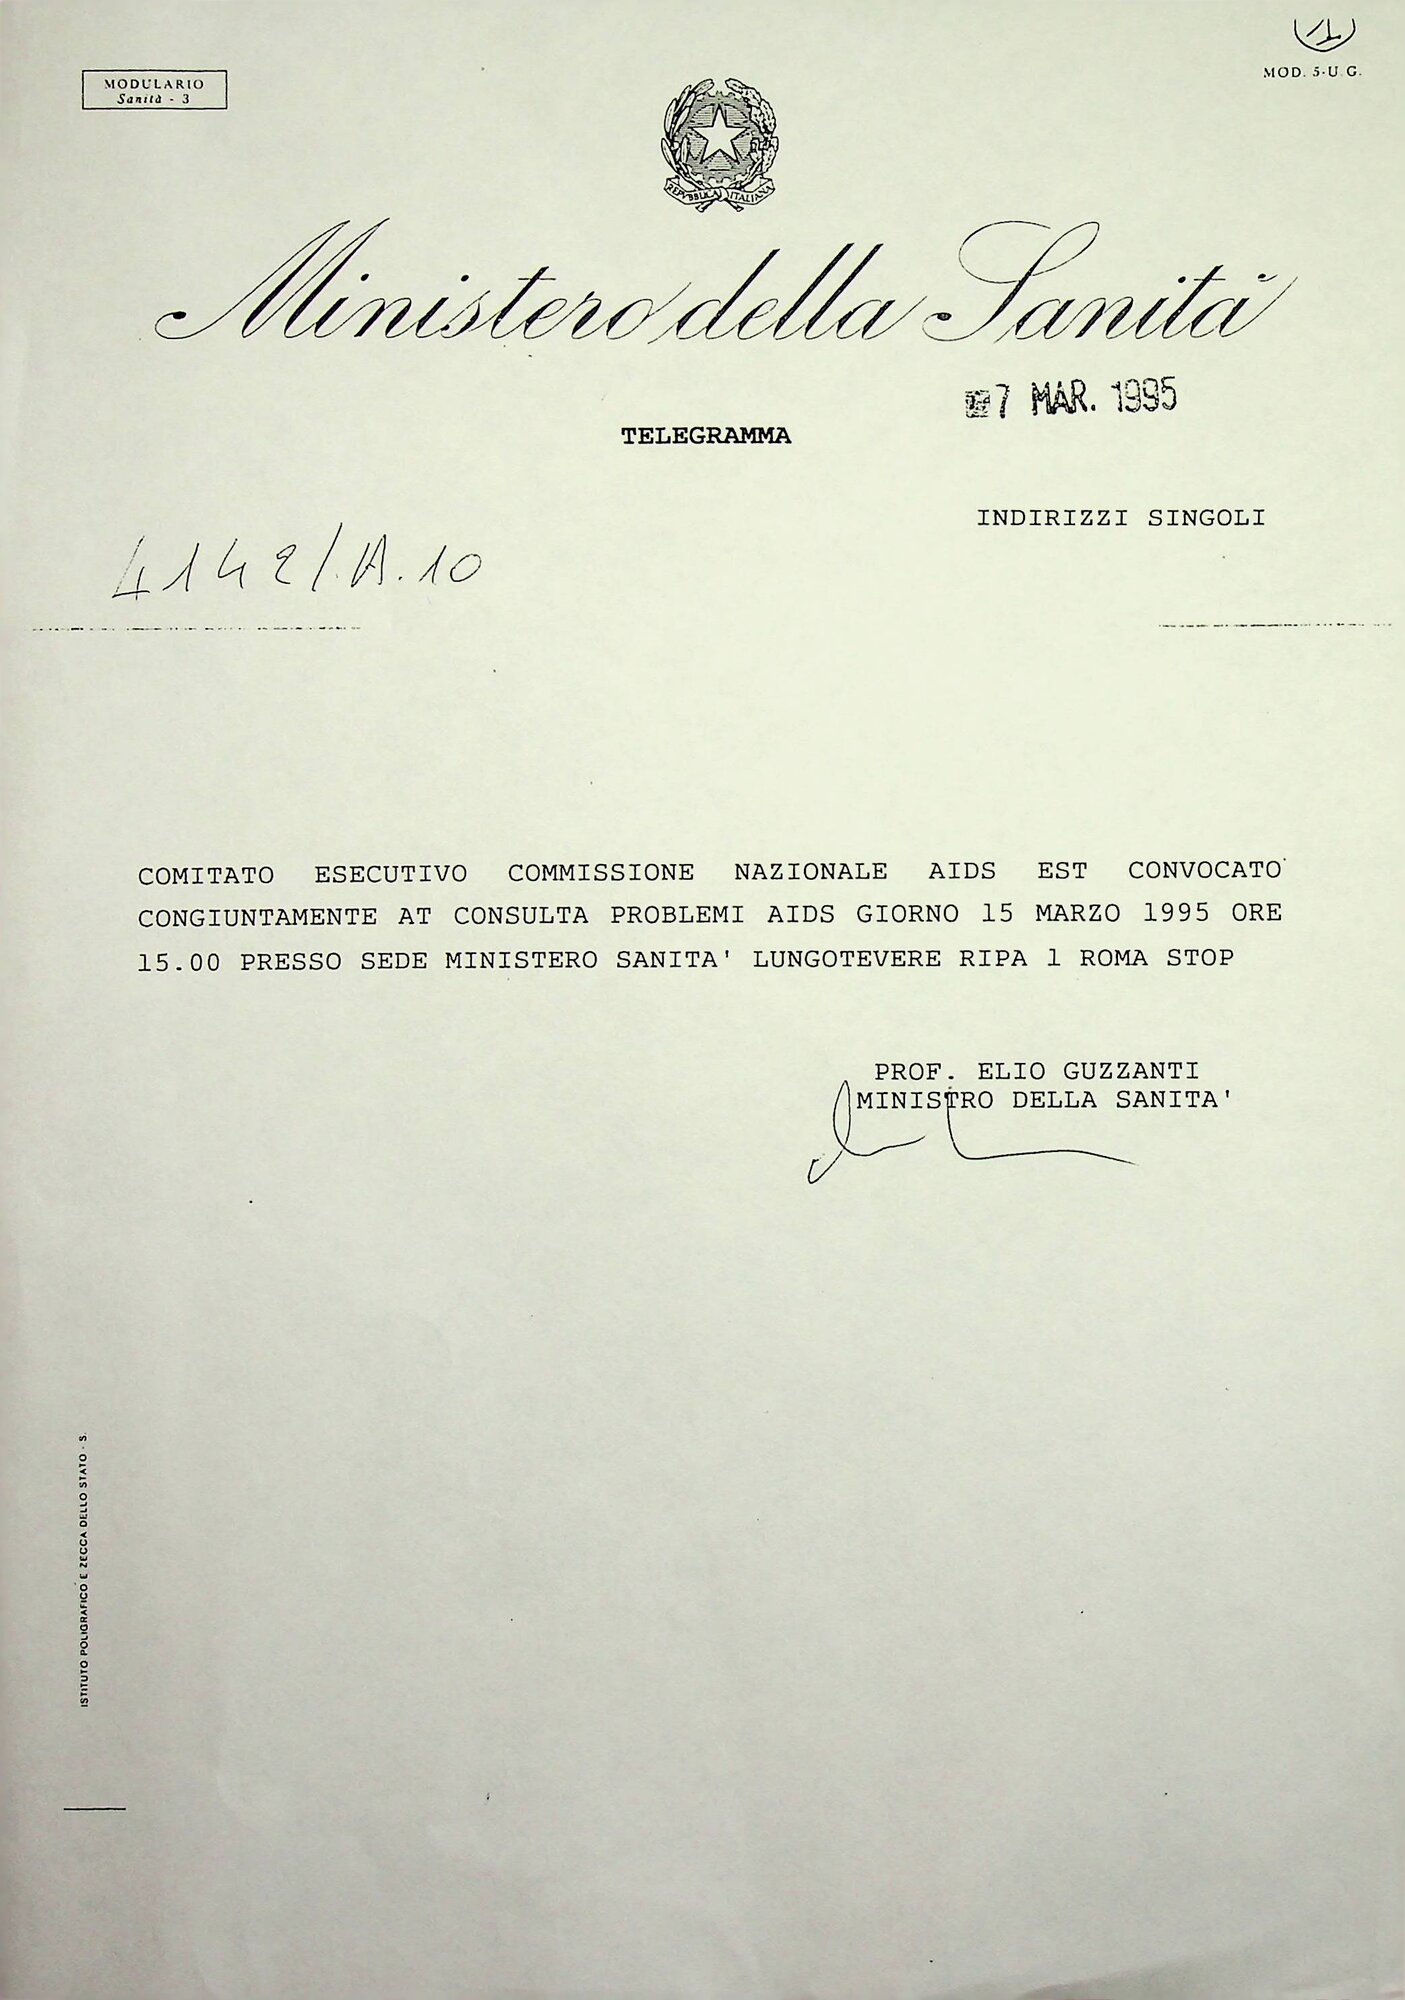 MODULARIO
Sanità - 3
MOD. 5-U.G.
REPVBBLICA ITALIANA
Ministero della Sanità
7 MAR. 1995
TELEGRAMMA
INDIRIZZI SINGOLI
4142/A.10
COMITATO ESECUTIVO COMMISSIONE NAZIONALE AIDS EST CONVOCATO
CONGIUNTAMENTE AT CONSULTA PROBLEMI AIDS GIORNO 15 MARZO 1995 ORE
15.00 PRESSO SEDE MINISTERO SANITA' LUNGOTEVERE RIPA 1 ROMA STOP
PROF. ELIO GUZZANTI
MINISTRO DELLA SANITA'
ISTITUTO POLIGRAFICO E ZECCA DELLO STATO - S.